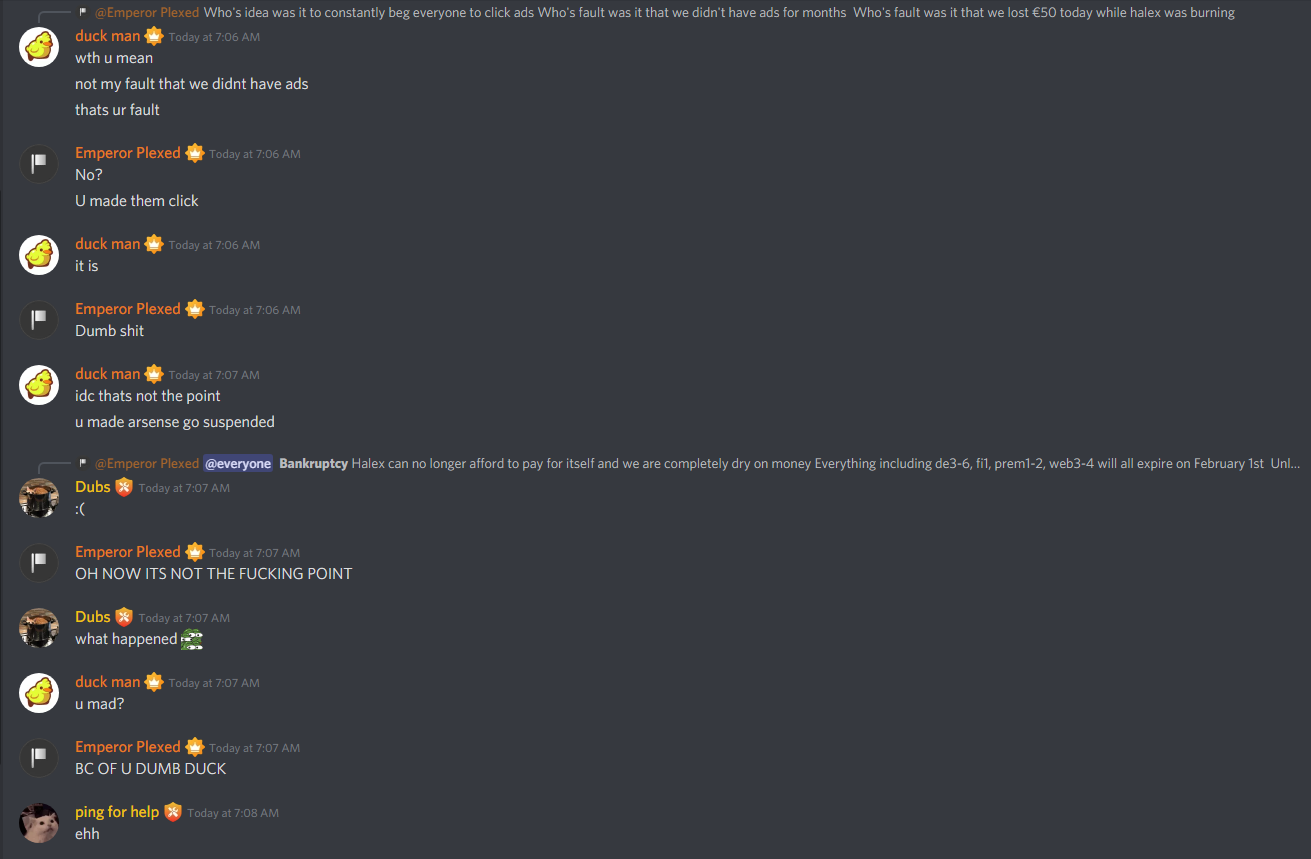 @Emperor Plexed Who's idea was it to constantly beg everyone to click ads Who's fault was it that we didn't have ads for months  Who's fault was it that we lost €50 today while halex was burning
duck man Today at 7:06 AM
wth u mean
not my fault that we didnt have ads
thats ur fault
Emperor Plexed Today at 7:06 AM
No?
U made them click
duck man Today at 7:06 AM
it is
Emperor Plexed Today at 7:06 AM
Dumb shit
duck man Today at 7:07 AM
idc thats not the point
u made arsense go suspended
@Emperor Plexed @everyone Bankruptcy Halex can no longer afford to pay for itself and we are completely dry on money Everything including de3-6, fi1, prem1-2, web3-4 will all expire on February 1st  Unl...
Dubs Today at 7:07 AM
:(
Emperor Plexed Today at 7:07 AM
OH NOW ITS NOT THE FUCKING POINT
Dubs Today at 7:07 AM
what happened
duck man Today at 7:07 AM
u mad?
Emperor Plexed Today at 7:07 AM
BC OF U DUMB DUCK
ping for help Today at 7:08 AM
ehh